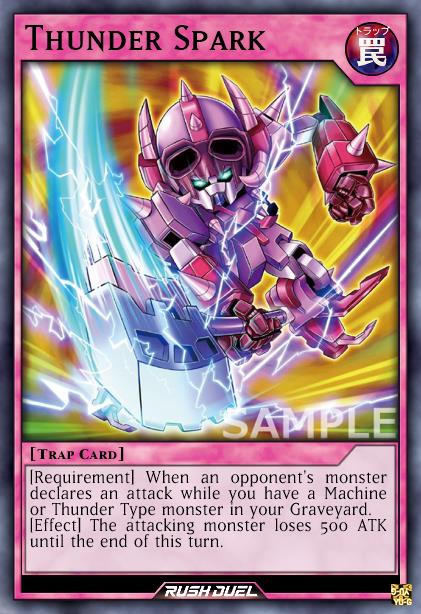 THUNDER SPARK
トラップ
罠
SAMPLE
[TRAP CARD]
[Requirement] When an opponent's monster
declares an attack while you have a Machine
or Thunder Type monster in your Graveyard.
[Effect] The attacking monster loses 500 ATK
until the end of this turn.
RUSH DUEL